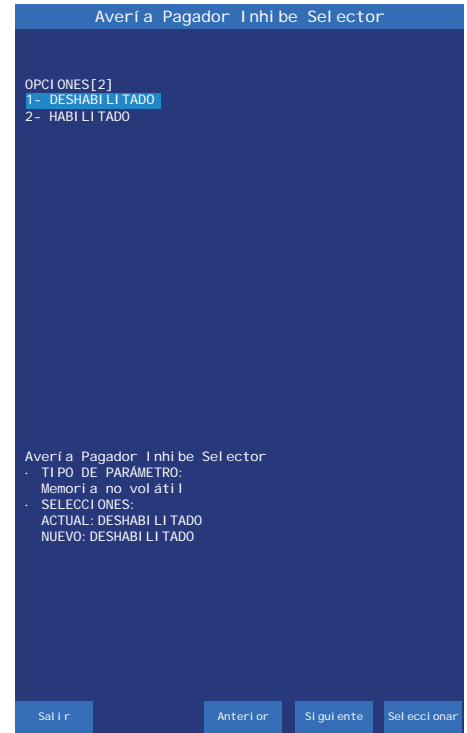 Avería Pagador Inhibe Selector
OPCIONES[2]
1- DESHABILITADO
2- HABILITADO
Avería Pagador Inhibe Selector
· TIPO DE PARÁMETRO:
Memoria no volátil
· SELECCIONES:
ACTUAL: DESHABILITADO
NUEVO: DESHABILITADO
Salir Anterior Siguiente Seleccionar